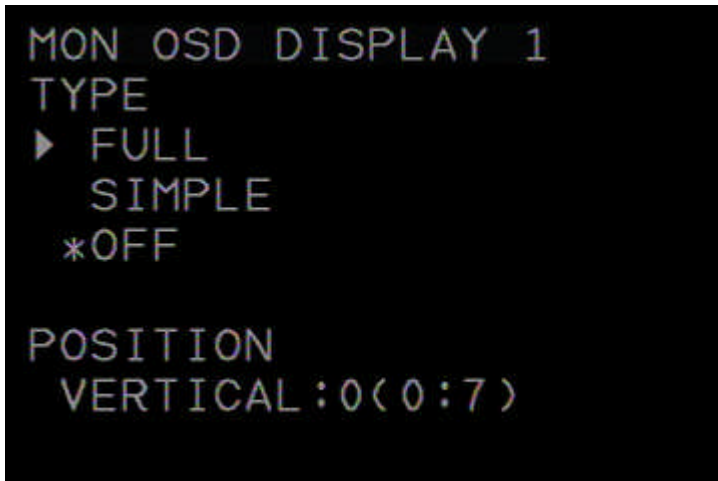 MON OSD DISPLAY 1
TYPE
▶ FULL
SIMPLE
*OFF
POSITION
VERTICAL:0(0:7)